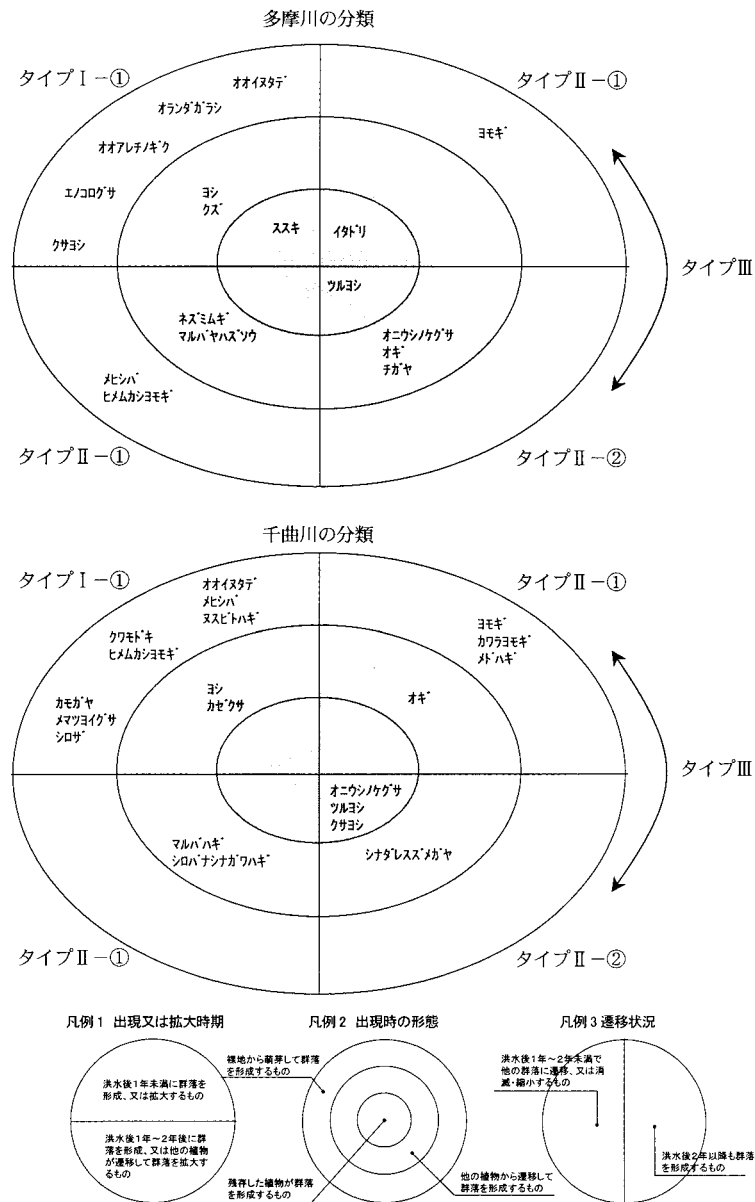 多摩川の分類
タイプⅠ－①
タイプⅡ－①
オオイヌタデ
オランダガラシ
ヨモギ
オオアレチノギク
エノコログサ
ヨシ
クズ
ススキ
イタドリ
クサヨシ
タイプⅢ
ツルヨシ
ネズミムギ
マルバヤハズソウ
オニウシノケグサ
オギ
チガヤ
メヒシバ
ヒメムカシヨモギ
タイプⅡ－①
タイプⅡ－②
千曲川の分類
タイプⅠ－①
タイプⅡ－①
オオイヌタデ
メヒシバ
ヌスビトハギ
ヨモギ
カワラヨモギ
メドハギ
クワモドキ
ヒメムカシヨモギ
ヨシ
カゼクサ
オギ
カモガヤ
メマツヨイグサ
シロザ
タイプⅢ
オニウシノケグサ
ツルヨシ
クサヨシ
マルバハギ
シロバナシナガワハギ
シナダレスズメガヤ
タイプⅡ－①
タイプⅡ－②
凡例1 出現又は拡大時期
洪水後1年未満に群落を
形成、又は拡大するもの
洪水後1年～2年後に群
落を形成、又は他の植物
が遷移して群落を拡大す
るもの
凡例2 出現時の形態
裸地から萌芽して群落
を形成するもの
残存した植物が群落
を形成するもの
他の植物から遷移して
群落を形成するもの
凡例3 遷移状況
洪水後1年～2年未満で
他の群落に遷移、又は消
滅・縮小するもの
洪水後2年以降も群落
を形成するもの